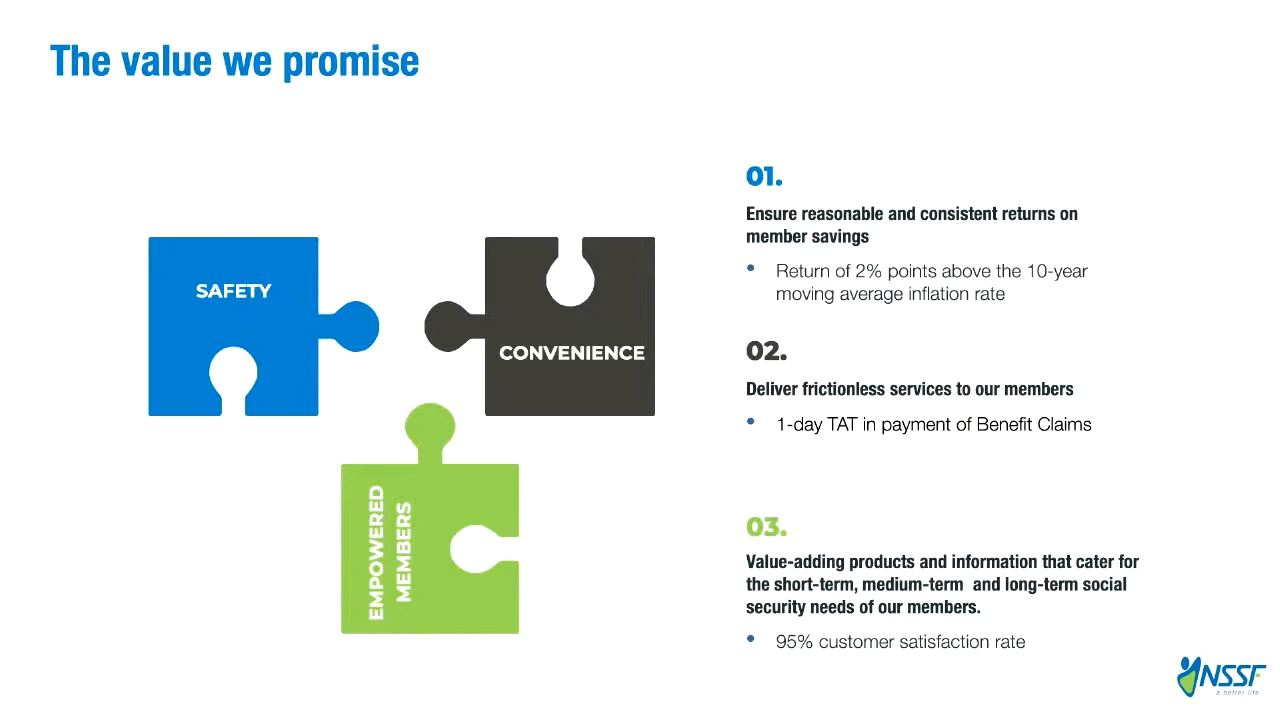 The value we promise
SAFETY
CONVENIENCE
EMPOWERED
MEMBERS
01.
Ensure reasonable and consistent returns on
member savings
• Return of 2% points above the 10-year
moving average inflation rate
02.
Deliver frictionless services to our members
• 1-day TAT in payment of Benefit Claims
03.
Value-adding products and information that cater for
the short-term, medium-term and long-term social
security needs of our members.
• 95% customer satisfaction rate
NSSF
a better life